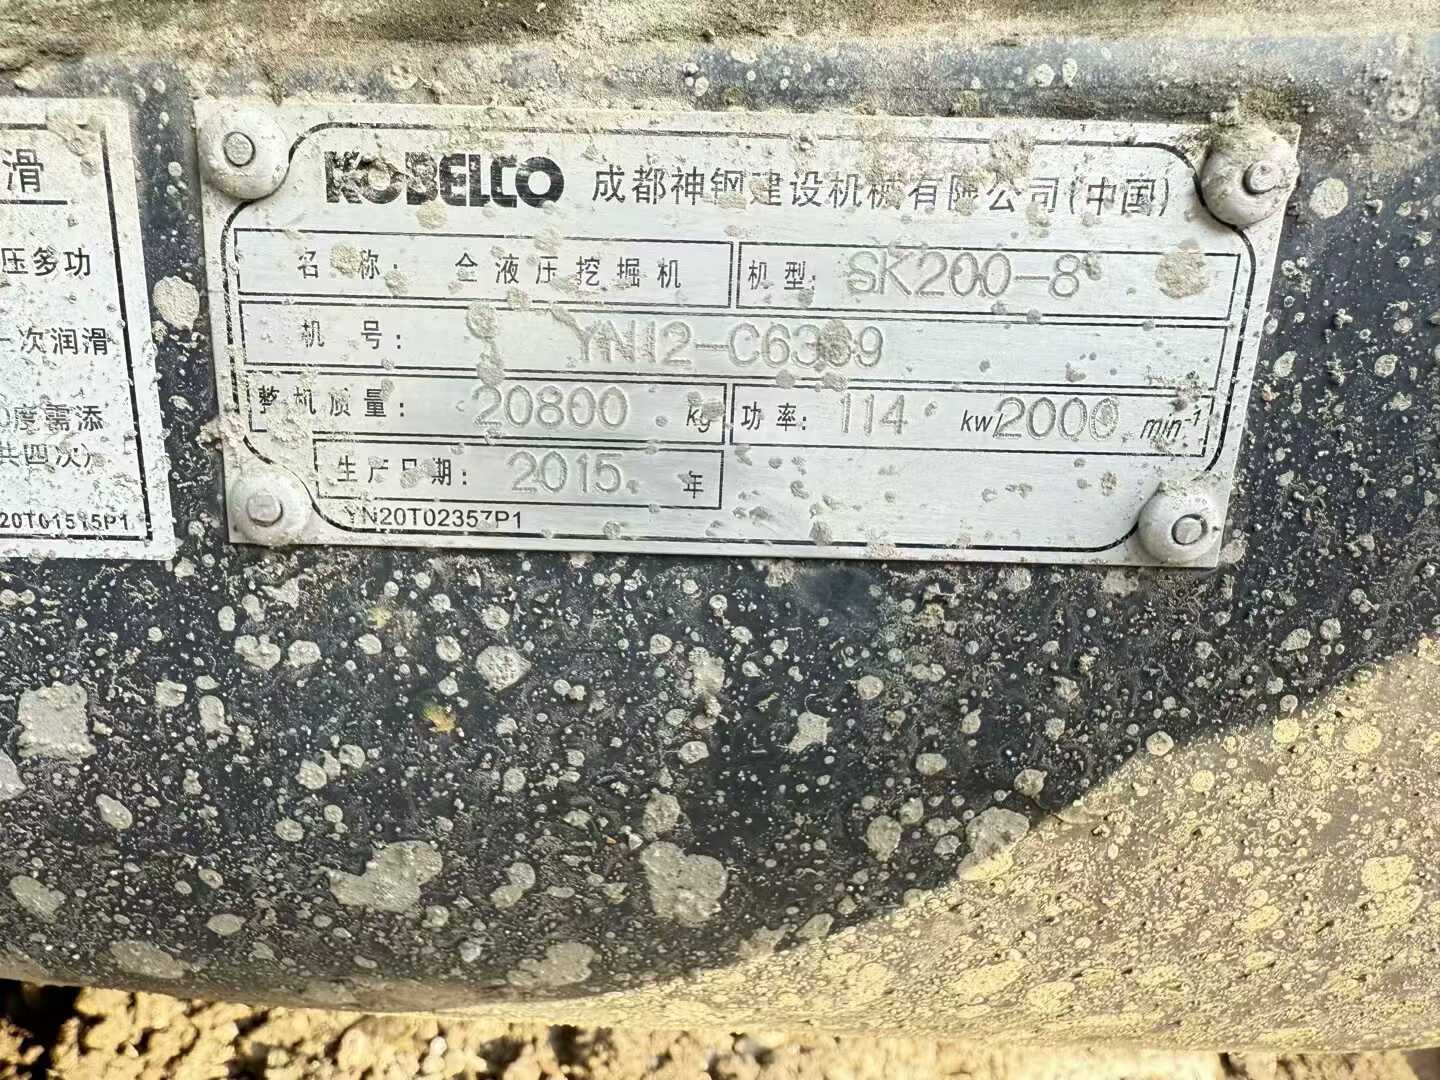 滑
压多功
一次润滑
0度需添
共四次
20T01515P1
KOBELCO 成都神钢建设机械有限公司(中国)
名 称: 全液压挖掘机 机型: SK200-8
机 号: YN12-C6389
整机质量: 20800 kg 功率: 114 kw/2000 min⁻¹
生产日期: 2015 年
YN20T02357P1